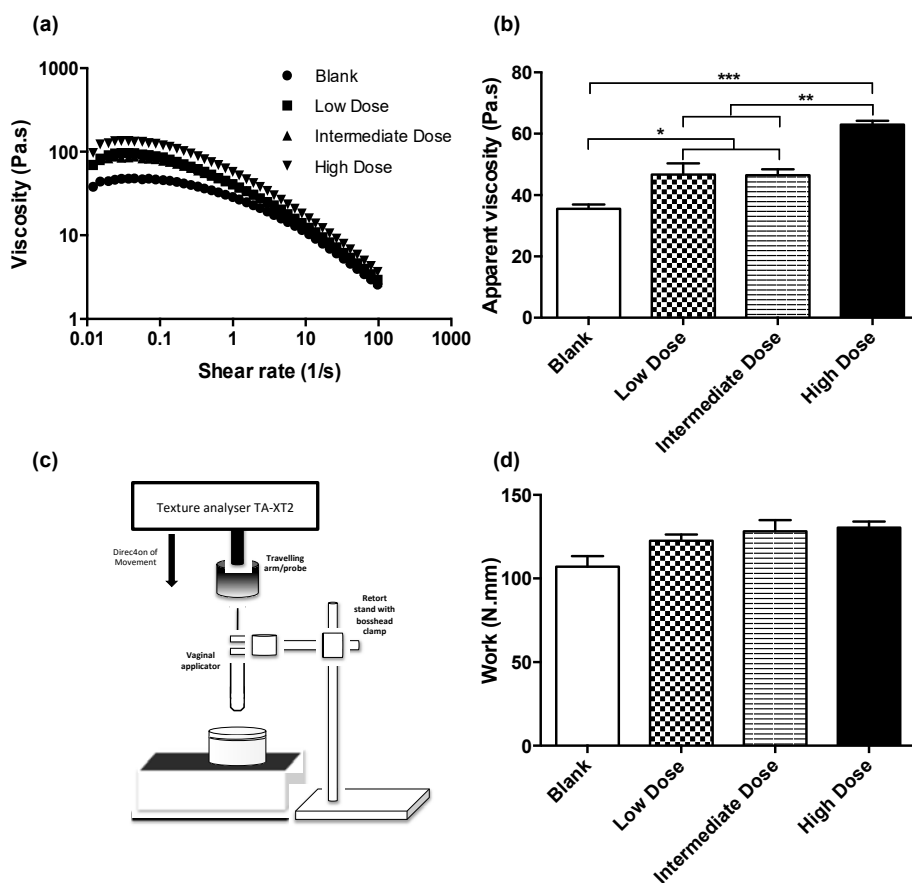 (a)
1000
100
10
1
0.01
0.1
1
10
100
1000
Viscosity (Pa.s)
Shear rate (1/s)
Blank
Low Dose
Intermediate Dose
High Dose
(b)
80
60
40
20
0
Apparent viscosity (Pa.s)
***
**
*
Blank
Low Dose
Intermediate Dose
High Dose
(c)
Texture analyser TA-XT2
Direc4on of
Movement
Travelling
arm/probe
Retort
stand with
bosshead
clamp
Vaginal
applicator
(d)
150
100
50
0
Work (N.mm)
Blank
Low Dose
Intermediate Dose
High Dose